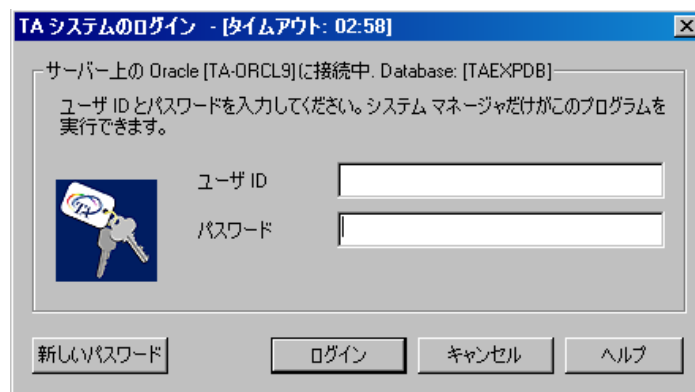 TA システムのログイン - [タイムアウト: 02:58]
サーバー上の Oracle [TA-ORCL9]に接続中. Database: [TAEXPDB]
ユーザ ID とパスワードを入力してください。システム マネージャだけがこのプログラムを
実行できます。
TA
ユーザ ID
パスワード
新しいパスワード
ログイン
キャンセル
ヘルプ